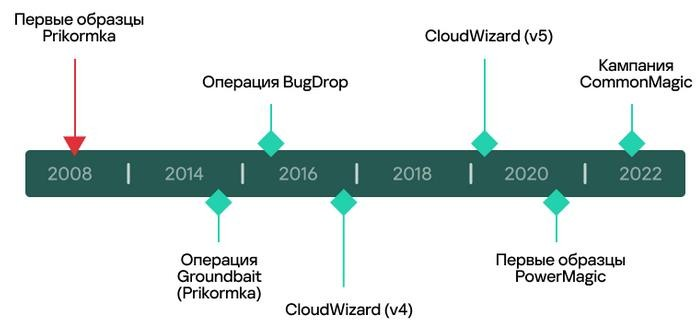 Первые образцы
Prikormka
CloudWizard (v5)
Кампания
CommonMagic
Операция BugDrop
2008
2014
2016
2018
2020
2022
Операция
Groundbait
(Prikormka)
CloudWizard (v4)
Первые образцы
PowerMagic